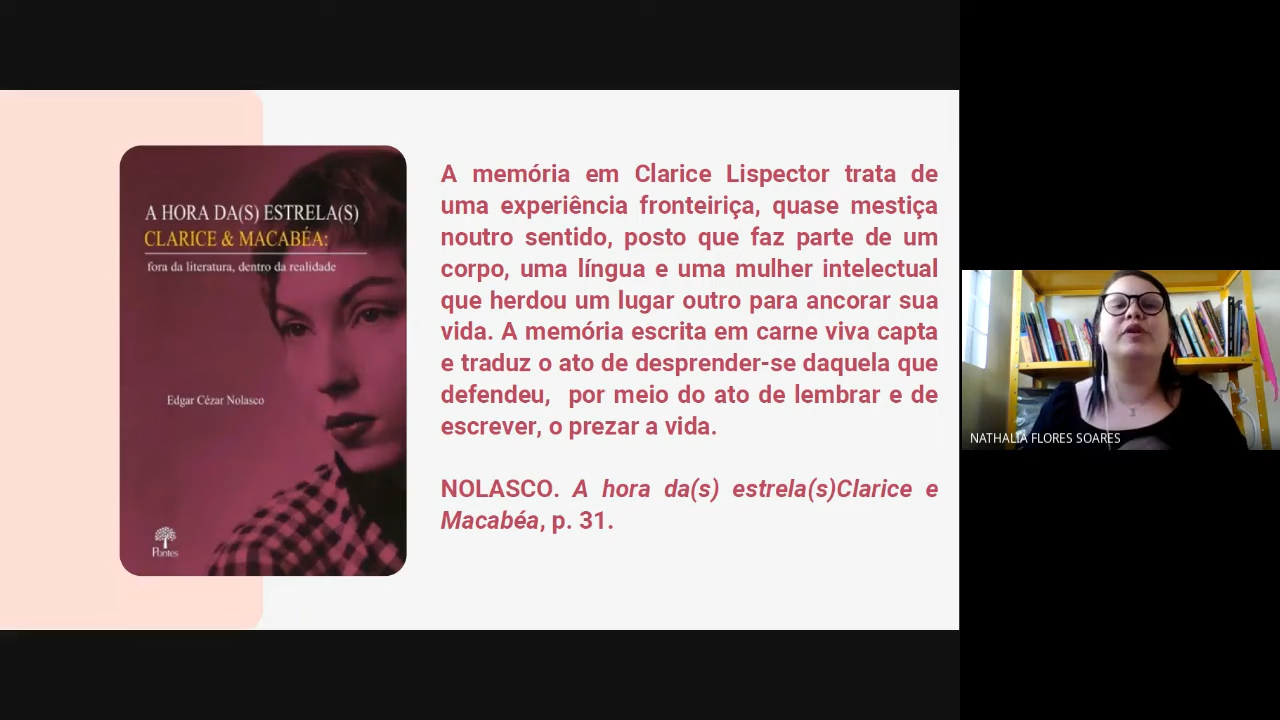 A HORA DA(S) ESTRELA(S)
CLARICE & MACABÉA:
fora da literatura, dentro da realidade
Edgar Cézar Nolasco
Pontes
A memória em Clarice Lispector trata de
uma experiência fronteiriça, quase mestiça
noutro sentido, posto que faz parte de um
corpo, uma língua e uma mulher intelectual
que herdou um lugar outro para ancorar sua
vida. A memória escrita em carne viva capta
e traduz o ato de desprender-se daquela que
defendeu, por meio do ato de lembrar e de
escrever, o prezar a vida.
NOLASCO. A hora da(s) estrela(s)Clarice e
Macabéa, p. 31.
NATHALIA FLORES SOARES